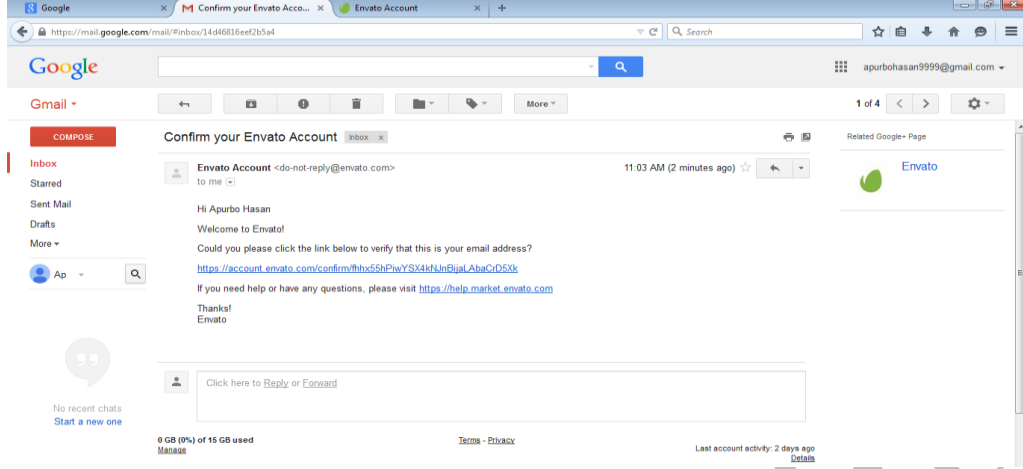 Google
Confirm your Envato Acco...
Envato Account
https://mail.google.com/mail/#inbox/14d46816eef2b5a4
Search
Google
apurbohasan9999@gmail.com
Gmail
More
1 of 4
COMPOSE
Inbox
Starred
Sent Mail
Drafts
More
Ap
Confirm your Envato Account Inbox x
Envato Account <do-not-reply@envato.com>
11:03 AM (2 minutes ago)
to me
Hi Apurbo Hasan
Welcome to Envato!
Could you please click the link below to verify that this is your email address?
https://account.envato.com/confirm/fhhx55hPiwYSX4kNJnBijaLAbaCrD5Xk
If you need help or have any questions, please visit https://help.market.envato.com
Thanks!
Envato
Related Google+ Page
Envato
Click here to Reply or Forward
No recent chats
Start a new one
0 GB (0%) of 15 GB used
Manage
Terms - Privacy
Last account activity: 2 days ago
Details